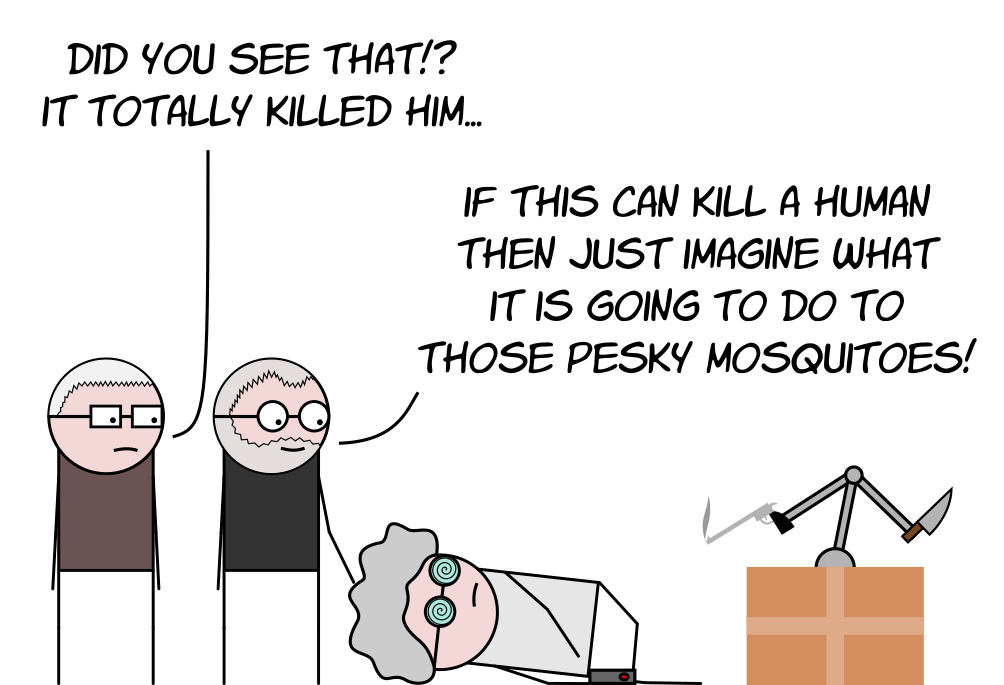 DID YOU SEE THAT!?
IT TOTALLY KILLED HIM...
IF THIS CAN KILL A HUMAN
THEN JUST IMAGINE WHAT
IT IS GOING TO DO TO
THOSE PESKY MOSQUITOES!